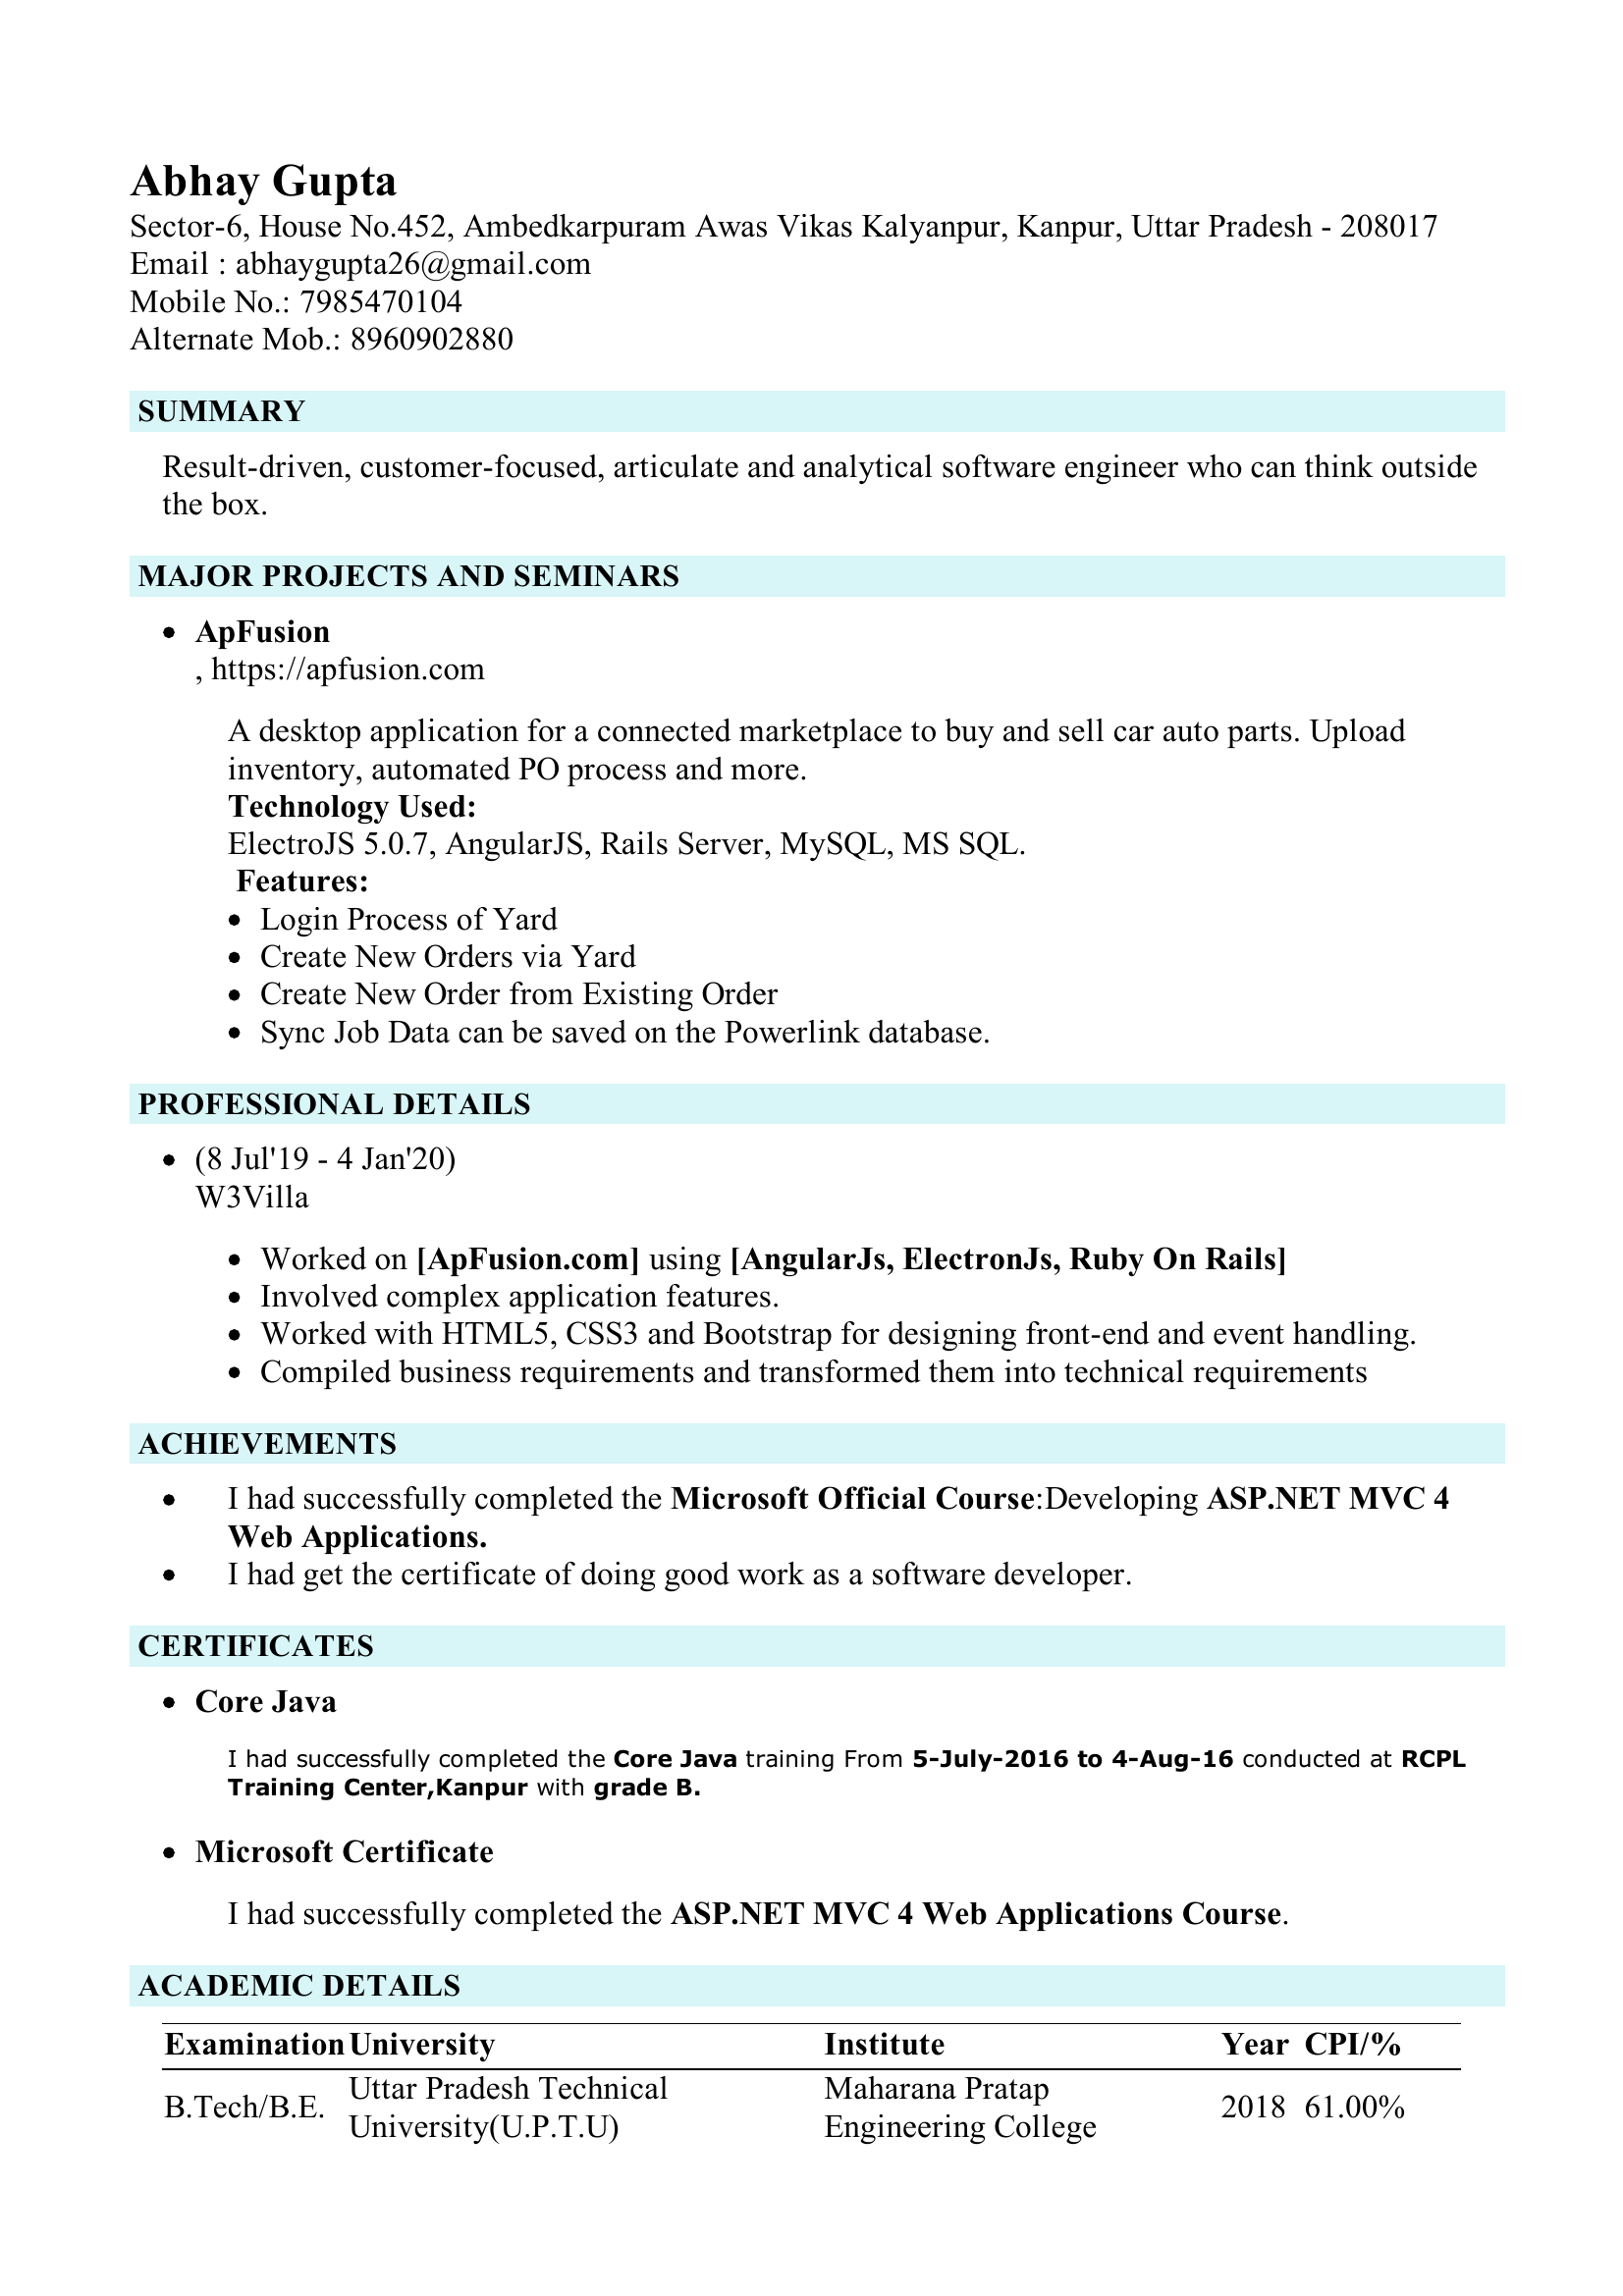 Abhay Gupta
Sector-6, House No.452, Ambedkarpuram Awas Vikas Kalyanpur, Kanpur, Uttar Pradesh - 208017
Email : abhaygupta26@gmail.com
Mobile No.: 7985470104
Alternate Mob.: 8960902880
SUMMARY
Result-driven, customer-focused, articulate and analytical software engineer who can think outside
the box.
MAJOR PROJECTS AND SEMINARS
• ApFusion
, https://apfusion.com
A desktop application for a connected marketplace to buy and sell car auto parts. Upload
inventory, automated PO process and more.
Technology Used:
ElectroJS 5.0.7, AngularJS, Rails Server, MySQL, MS SQL.
Features:
• Login Process of Yard
• Create New Orders via Yard
• Create New Order from Existing Order
• Sync Job Data can be saved on the Powerlink database.
PROFESSIONAL DETAILS
• (8 Jul'19 - 4 Jan'20)
W3Villa
• Worked on [ApFusion.com] using [AngularJs, ElectronJs, Ruby On Rails]
• Involved complex application features.
• Worked with HTML5, CSS3 and Bootstrap for designing front-end and event handling.
• Compiled business requirements and transformed them into technical requirements
ACHIEVEMENTS
• I had successfully completed the Microsoft Official Course:Developing ASP.NET MVC 4
Web Applications.
• I had get the certificate of doing good work as a software developer.
CERTIFICATES
• Core Java
I had successfully completed the Core Java training From 5-July-2016 to 4-Aug-16 conducted at RCPL
Training Center,Kanpur with grade B.
• Microsoft Certificate
I had successfully completed the ASP.NET MVC 4 Web Applications Course.
ACADEMIC DETAILS
Examination University Institute Year CPI/%
B.Tech/B.E. Uttar Pradesh Technical University(U.P.T.U) Maharana Pratap Engineering College 2018 61.00%